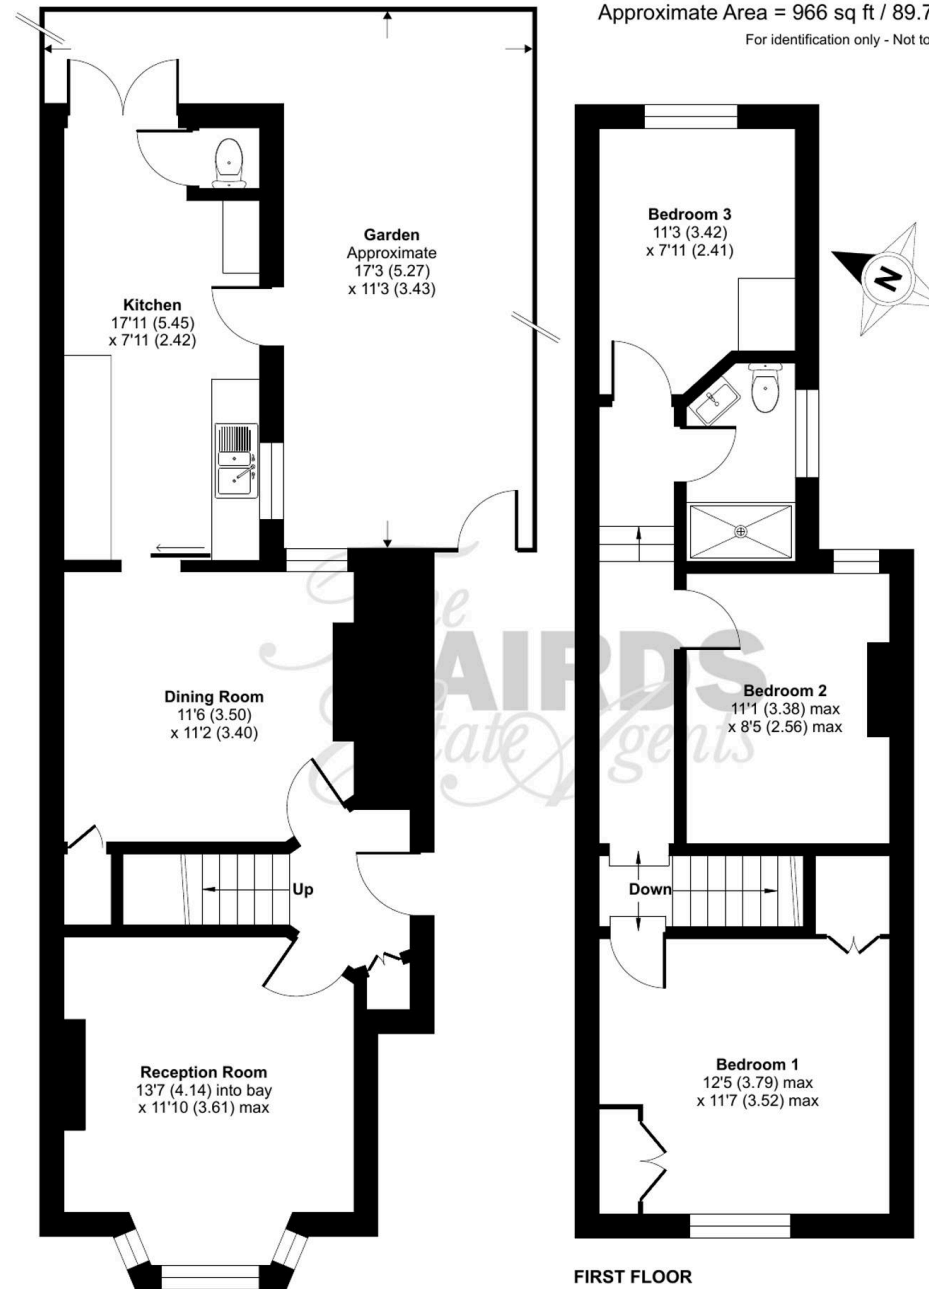 Approximate Area = 966 sq ft / 89.7
For identification only - Not to
Garden
Approximate
17'3 (5.27)
x 11'3 (3.43)
Kitchen
17'11 (5.45)
x 7'11 (2.42)
Bedroom 3
11'3 (3.42)
x 7'11 (2.41)
N
The
AIRDS
Estate Agents
Dining Room
11'6 (3.50)
x 11'2 (3.40)
Bedroom 2
11'1 (3.38) max
x 8'5 (2.56) max
Up
Down
Reception Room
13'7 (4.14) into bay
x 11'10 (3.61) max
Bedroom 1
12'5 (3.79) max
x 11'7 (3.52) max
FIRST FLOOR